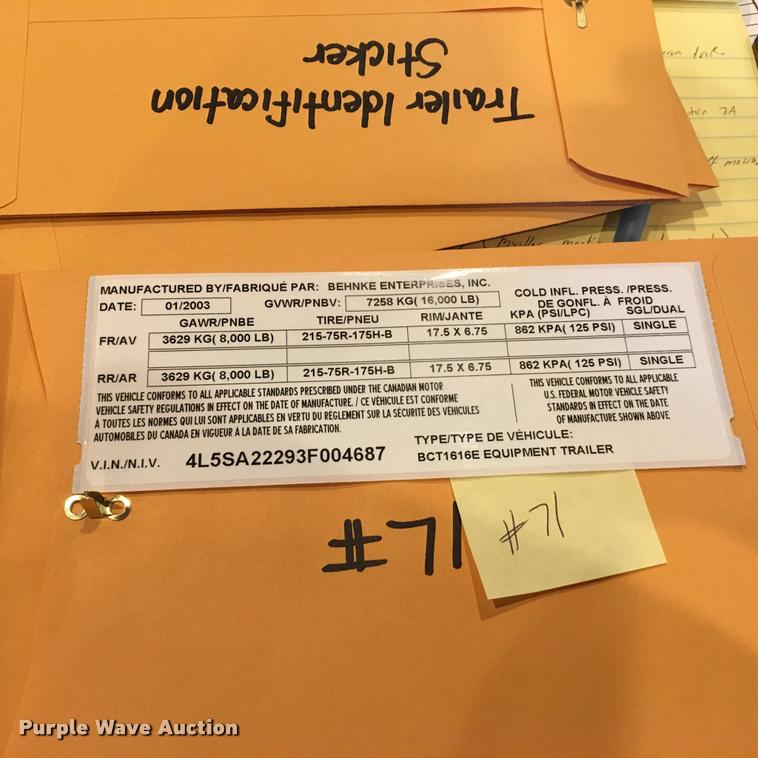 Trailer Identification
Sticker
MANUFACTURED BY/FABRIQUÉ PAR: BEHNKE ENTERPRISES, INC.
DATE: 01/2003 GVWR/PNBV: 7258 KG( 16,000 LB)
COLD INFL. PRESS. /PRESS.
DE GONFL. À FROID
GAWR/PNBE TIRE/PNEU RIM/JANTE KPA (PSI/LPC) SGL/DUAL
FR/AV 3629 KG( 8,000 LB) 215-75R-175H-B 17.5 X 6.75 862 KPA( 125 PSI) SINGLE
RR/AR 3629 KG( 8,000 LB) 215-75R-175H-B 17.5 X 6.75 862 KPA( 125 PSI) SINGLE
THIS VEHICLE CONFORMS TO ALL APPLICABLE STANDARDS PRESCRIBED UNDER THE CANADIAN MOTOR
VEHICLE SAFETY REGULATIONS IN EFFECT ON THE DATE OF MANUFACTURE. / CE VÉHICULE EST CONFORME
À TOUTES LES NORMES QUI LUI SONT APPLICABLES EN VERTU DU RÈGLEMENT SUR LA SÉCURITÉ DES VÉHICULES
AUTOMOBILES DU CANADA EN VIGUEUR À LA DATE DE SA FABRICATION.
THIS VEHICLE CONFORMS TO ALL APPLICABLE
U.S. FEDERAL MOTOR VEHICLE SAFETY
STANDARDS IN EFFECT ON THE DATE
OF MANUFACTURE SHOWN ABOVE
V.I.N./N.I.V. 4L5SA22293F004687
TYPE/TYPE DE VÉHICULE:
BCT1616E EQUIPMENT TRAILER
#71
#71
Purple Wave Auction